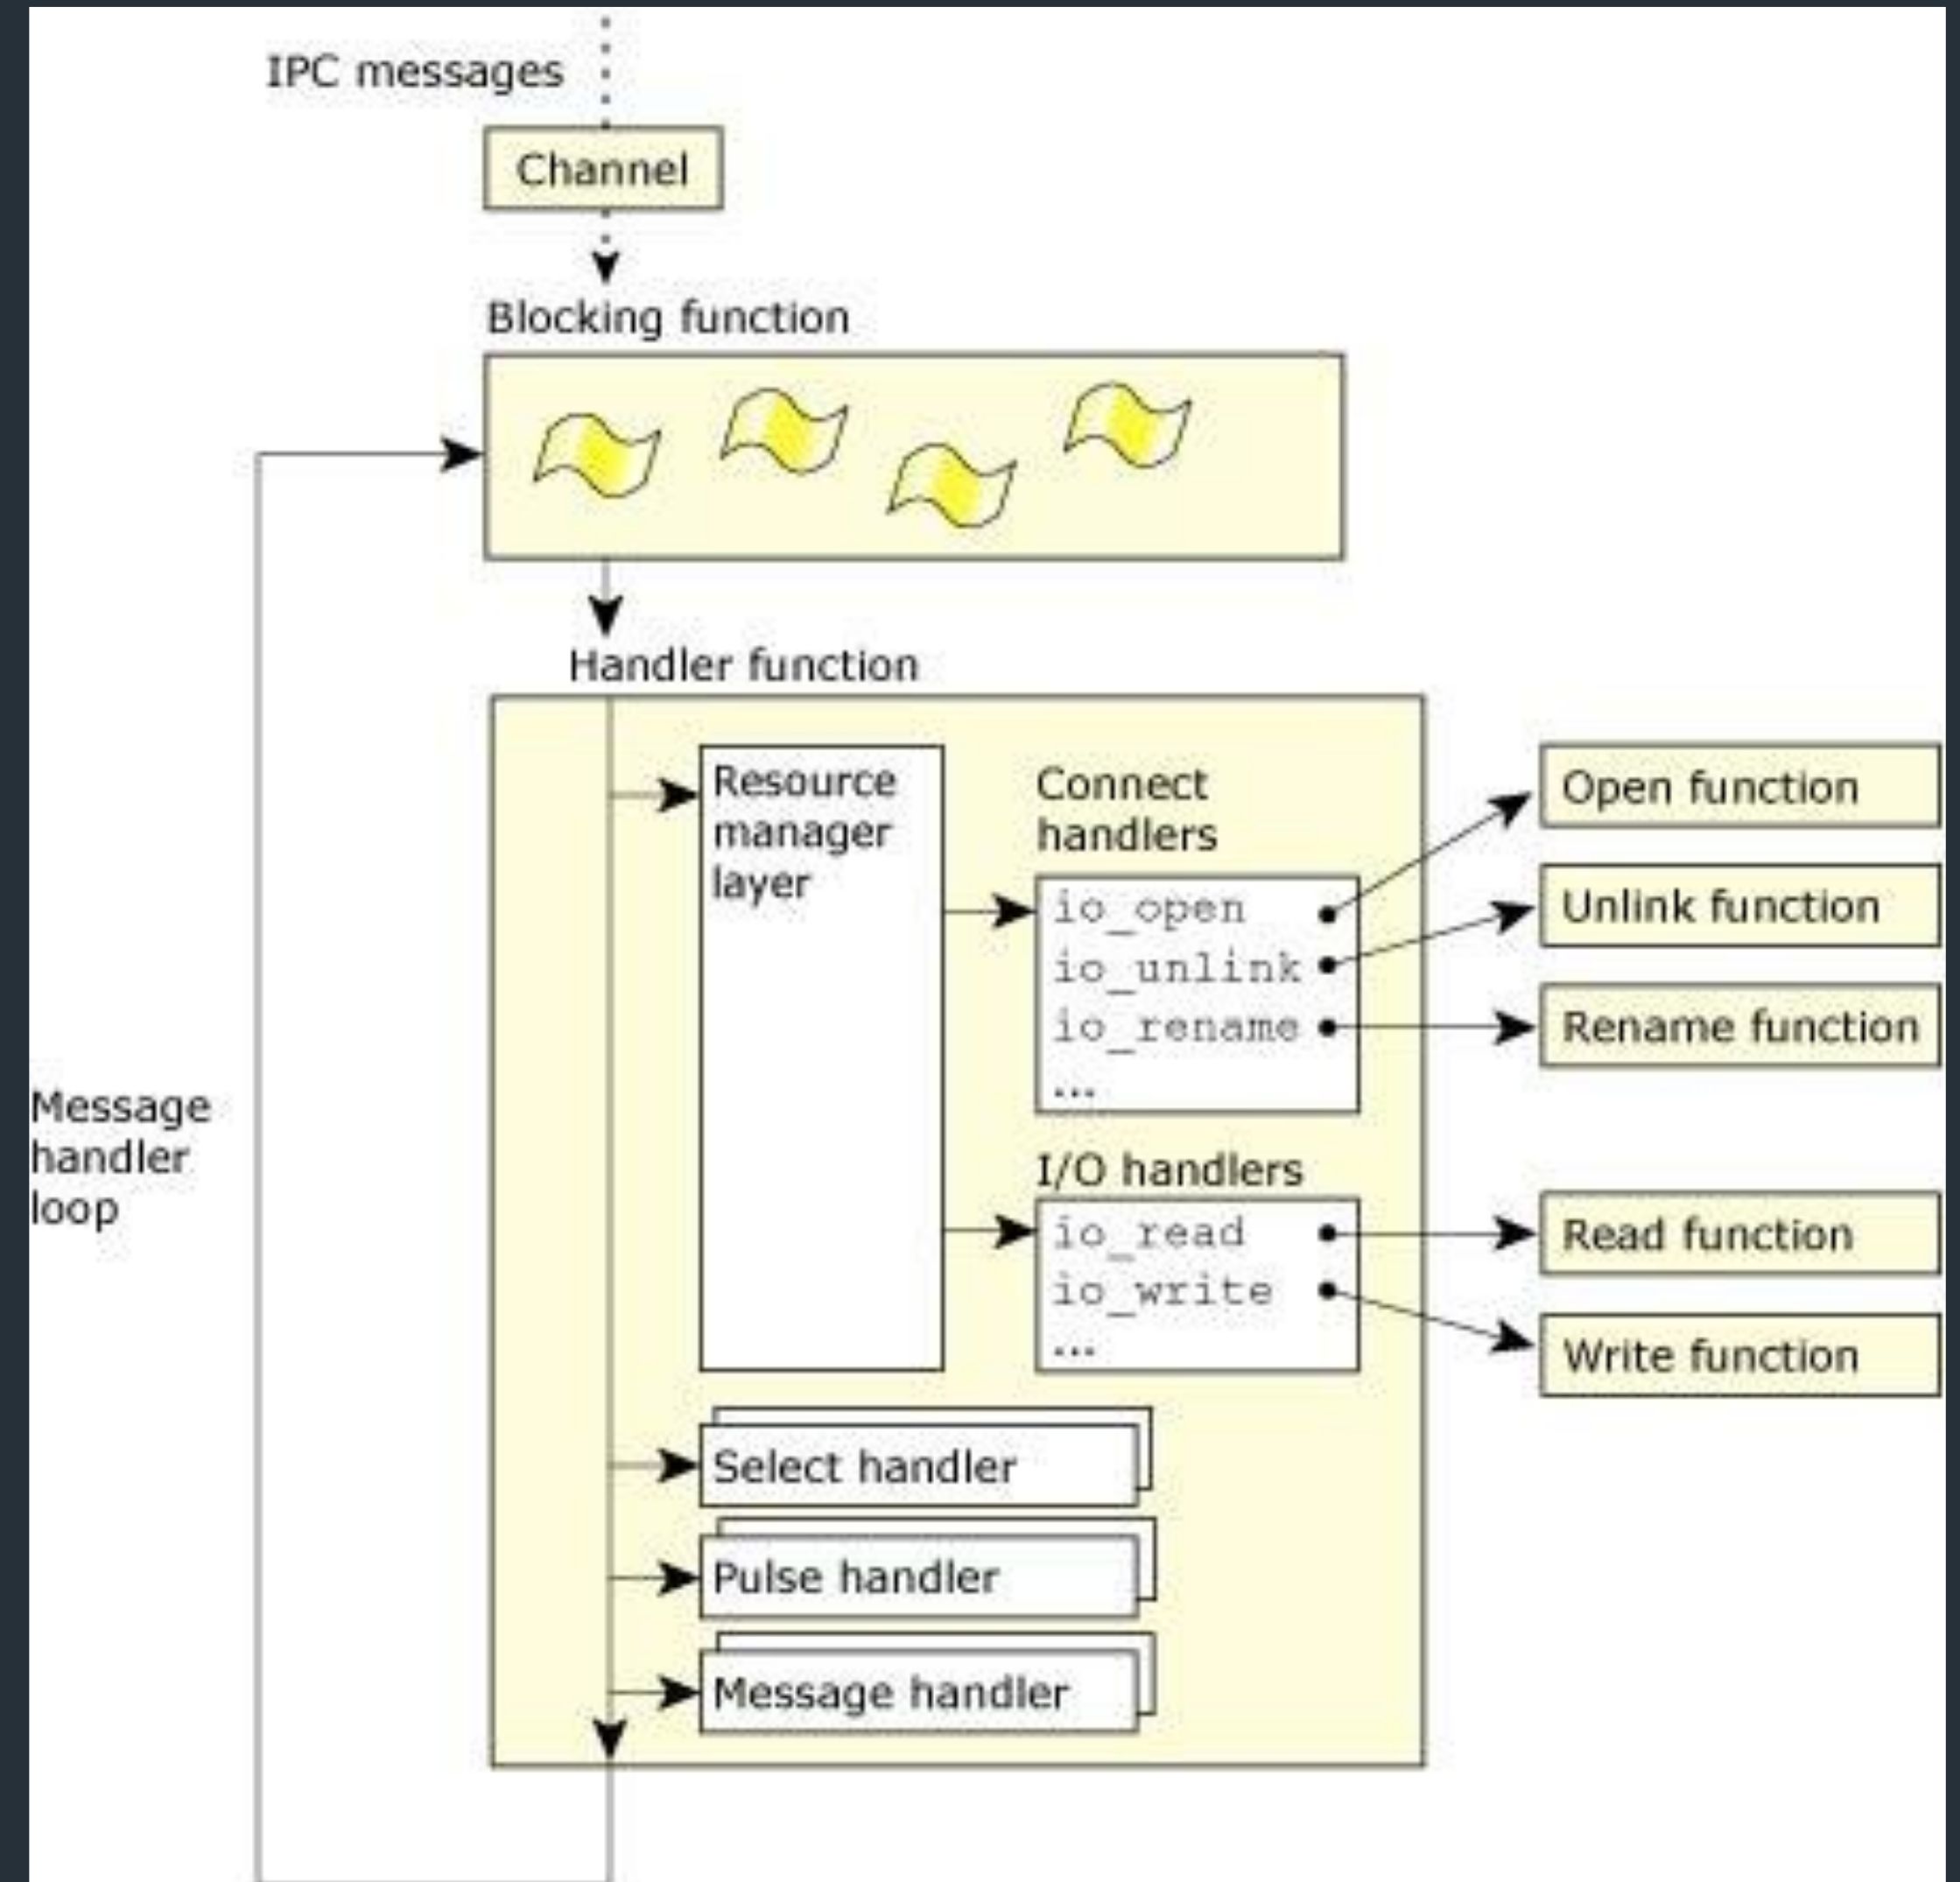 IPC messages
Channel
Blocking function
Handler function
Resource
manager
layer
Connect
handlers
io_open
io_unlink
io_rename
...
I/O handlers
io_read
io_write
...
Open function
Unlink function
Rename function
Read function
Write function
Select handler
Pulse handler
Message handler
Message
handler
loop